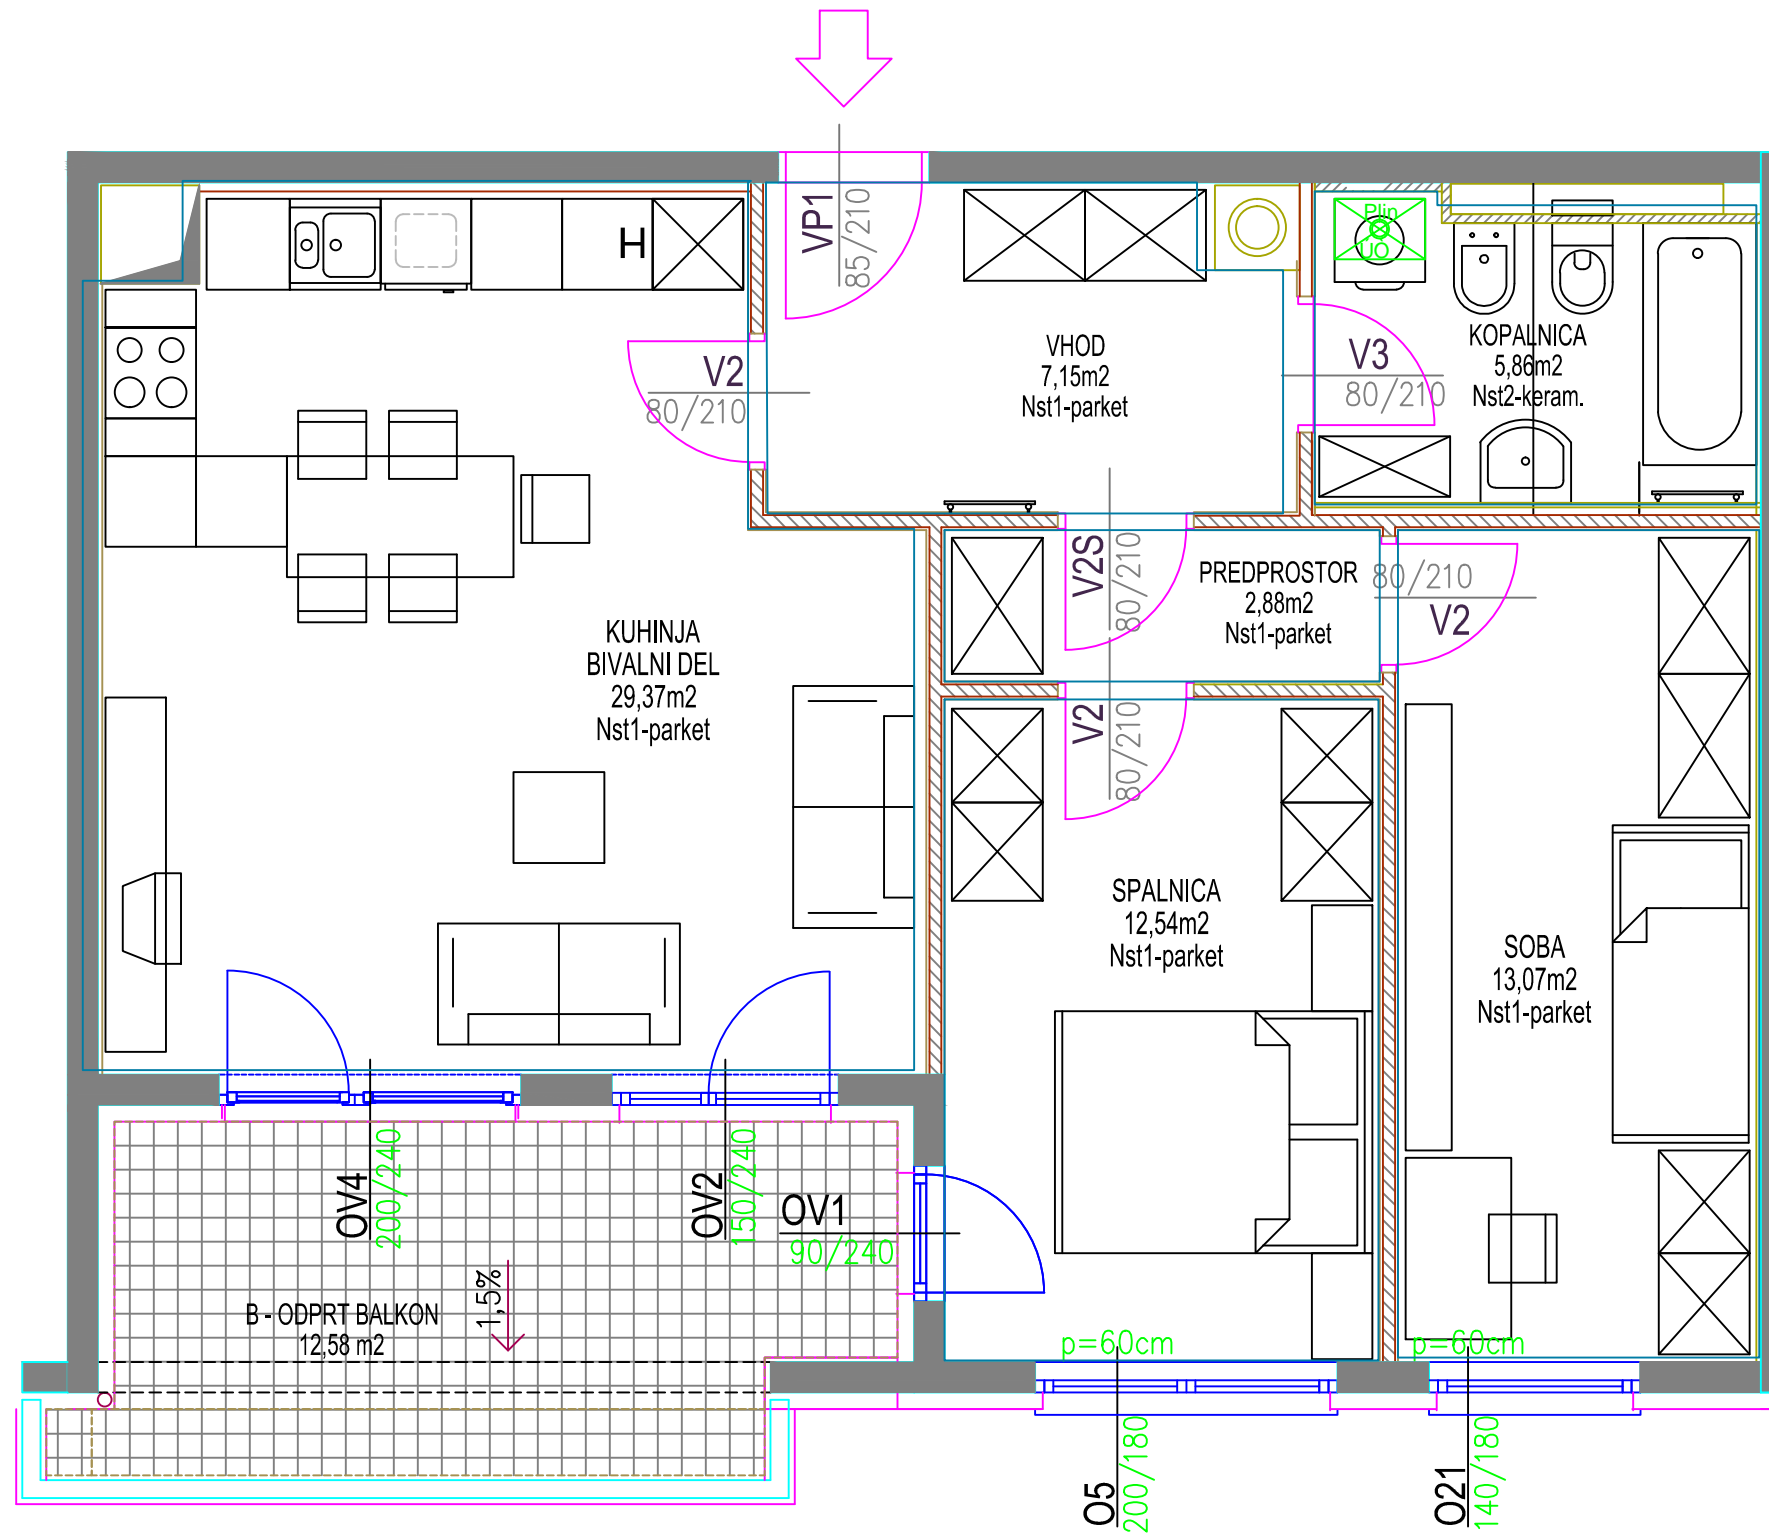 VP1
85/210
H
Plin
ÚO
V2
80/210
VHOD
7,15m2
Nst1-parket
V3
80/210
KOPALNICA
5,86m2
Nst2-keram.
V2S
80/210
PREDPROSTOR
2,88m2
Nst1-parket
80/210
V2
KUHINJA
BIVALNI DEL
29,37m2
Nst1-parket
V2
80/210
SPALNICA
12,54m2
Nst1-parket
SOBA
13,07m2
Nst1-parket
OV4
200/240
OV2
150/240
OV1
90/240
B - ODPRT BALKON
12,58 m2
1,5%
p=60cm
p=60cm
O5
200/180
O21
140/180